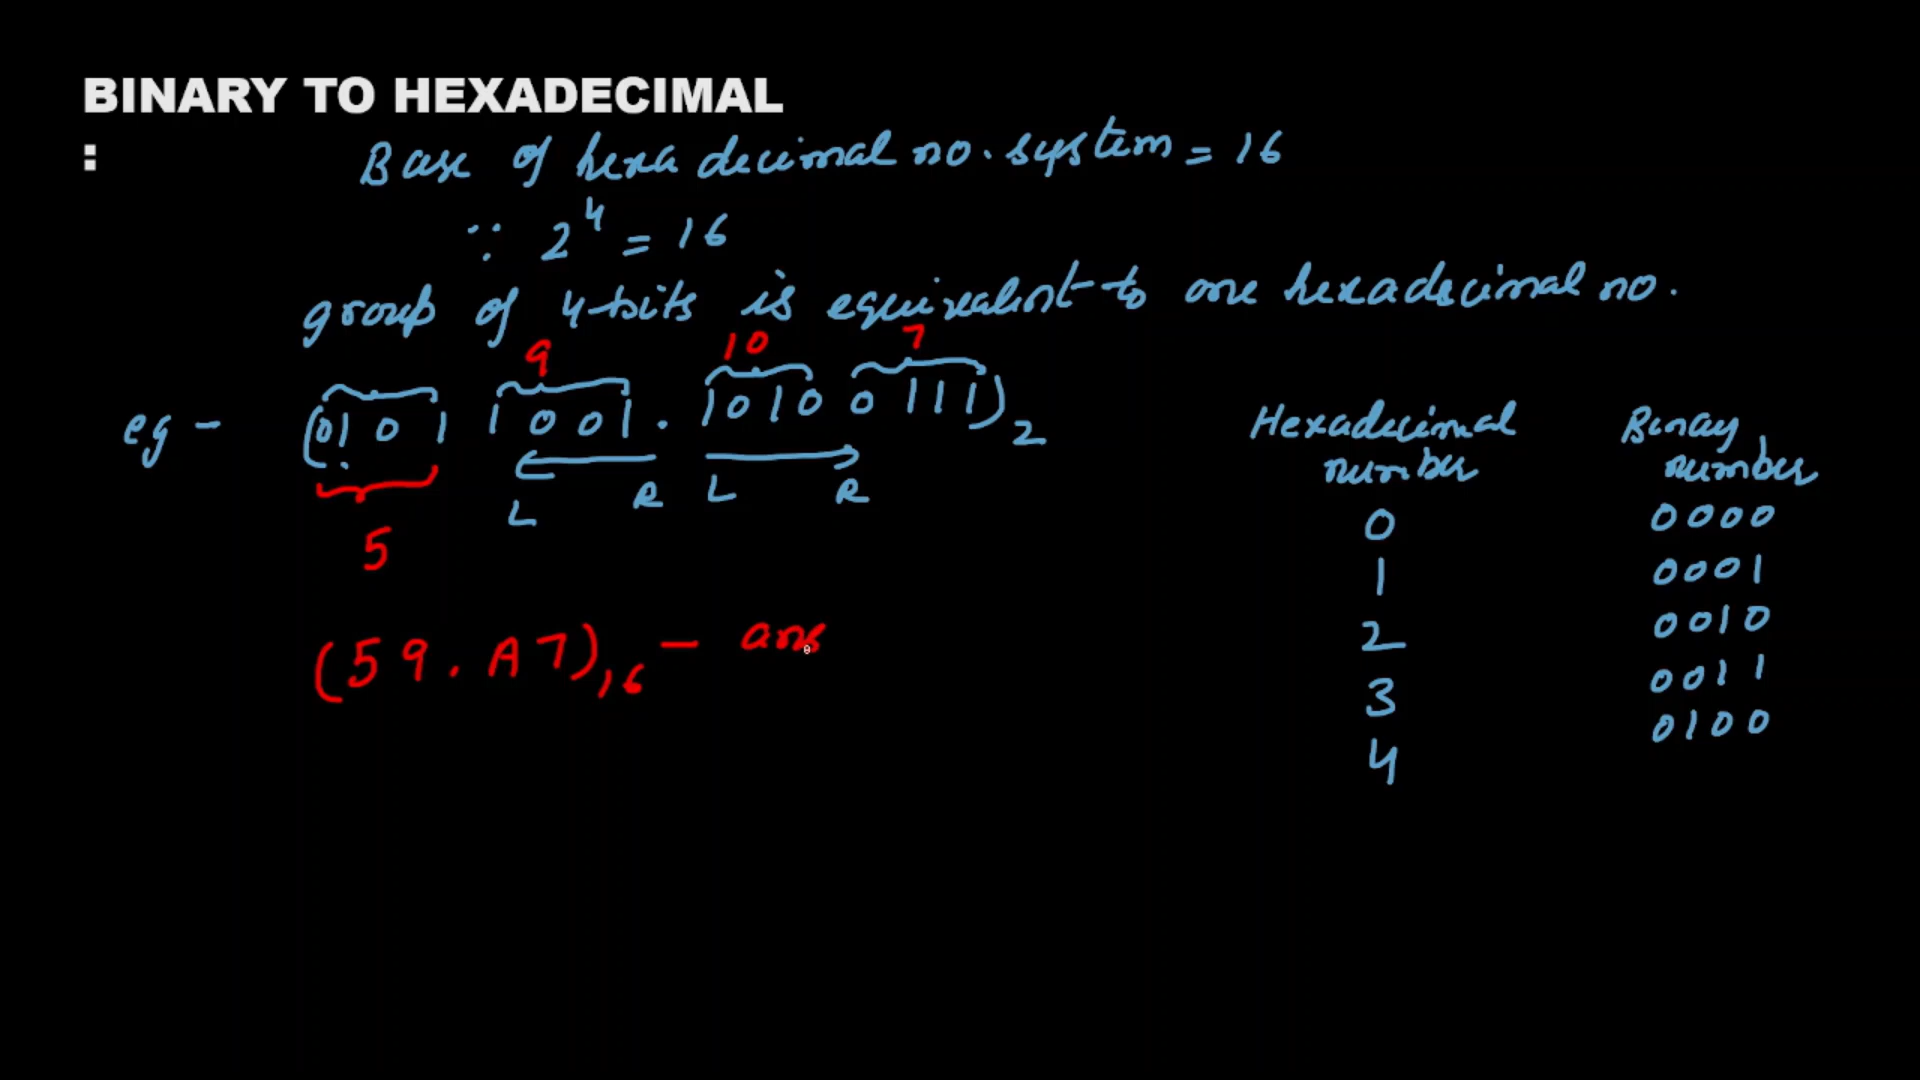 BINARY TO HEXADECIMAL
:
Base of hexa decimal no. system = 16
∵ 2⁴ = 16
group of 4-bits is equivalent to one hexadecimal no.
9 10 7
eg - (0101 1001 . 1010 0111)₂
L R L R
5
(59.A7)₁₆ - ans
Hexadecimal number Binay number
0 0000
1 0001
2 0010
3 0011
4 0100